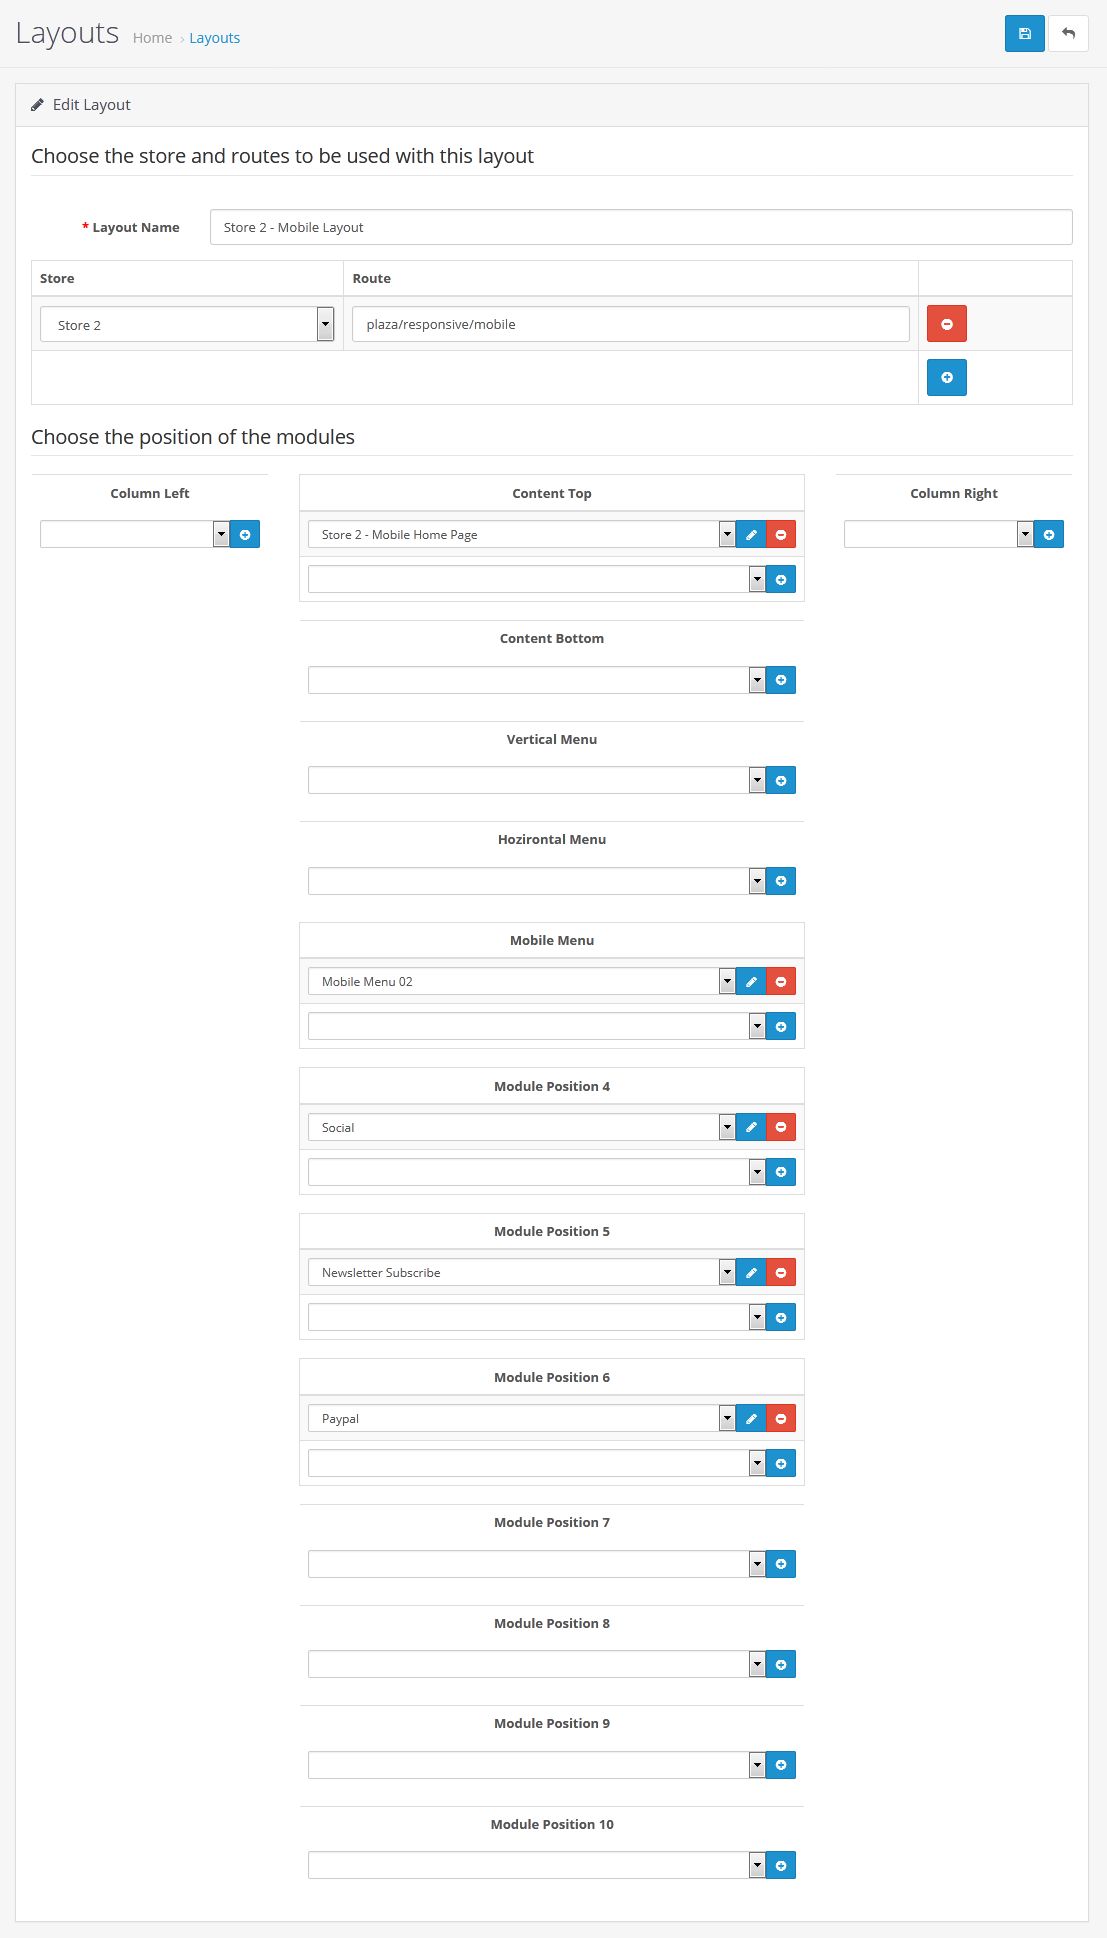 Layouts Home › Layouts
Edit Layout
Choose the store and routes to be used with this layout
* Layout Name Store 2 - Mobile Layout
Store Route
Store 2 plaza/responsive/mobile
Choose the position of the modules
Column Left Content Top Column Right
Store 2 - Mobile Home Page
Content Bottom
Vertical Menu
Hozirontal Menu
Mobile Menu
Mobile Menu 02
Module Position 4
Social
Module Position 5
Newsletter Subscribe
Module Position 6
Paypal
Module Position 7
Module Position 8
Module Position 9
Module Position 10